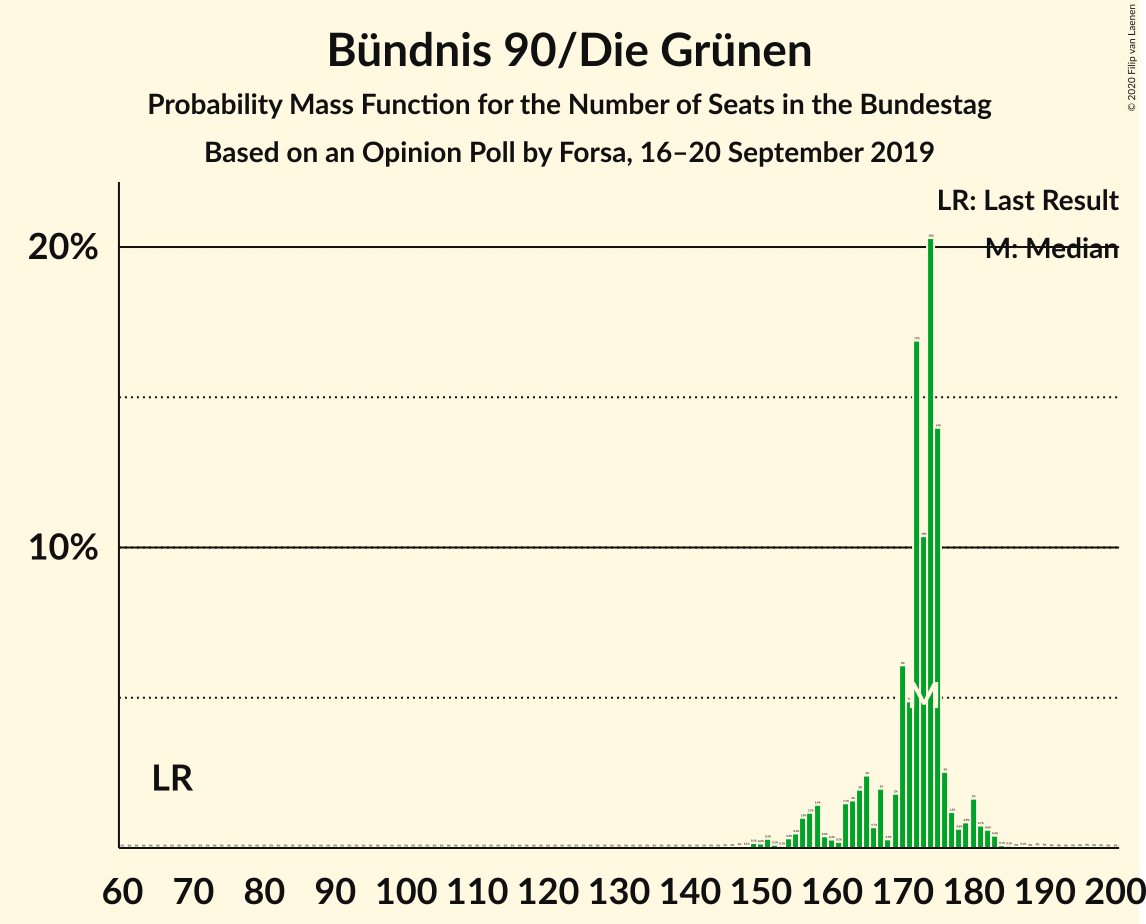 Bündnis 90/Die Grünen
Probability Mass Function for the Number of Seats in the Bundestag
Based on an Opinion Poll by Forsa, 16–20 September 2019
© 2020 Filip van Laenen
LR: Last Result
M: Median
20%
10%
LR
M
60 70 80 90 100 110 120 130 140 150 160 170 180 190 200